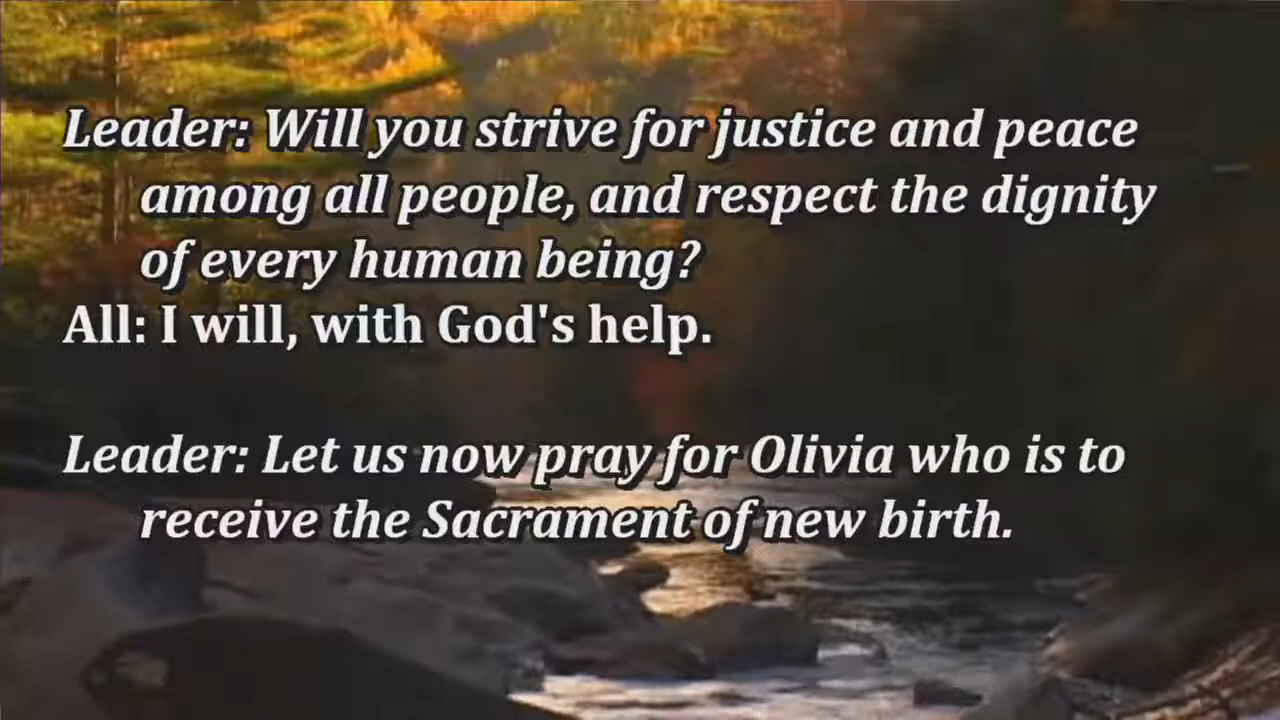 Leader: Will you strive for justice and peace
among all people, and respect the dignity
of every human being?
All: I will, with God's help.
Leader: Let us now pray for Olivia who is to
receive the Sacrament of new birth.